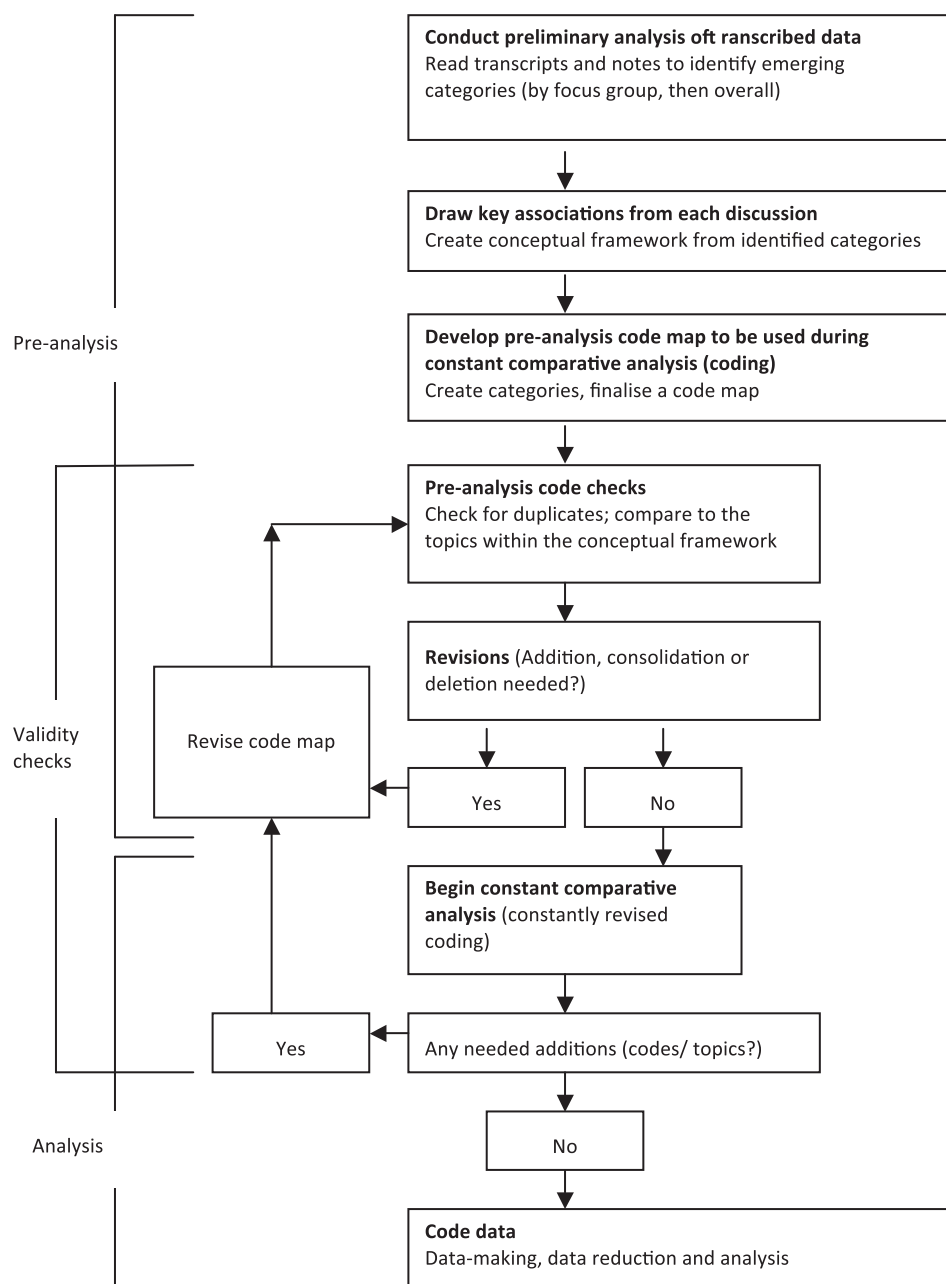 Conduct preliminary analysis oft ranscribed data
Read transcripts and notes to identify emerging
categories (by focus group, then overall)
Draw key associations from each discussion
Create conceptual framework from identified categories
Pre-analysis
Develop pre-analysis code map to be used during
constant comparative analysis (coding)
Create categories, finalise a code map
Pre-analysis code checks
Check for duplicates; compare to the
topics within the conceptual framework
Revisions (Addition, consolidation or
deletion needed?)
Validity
checks
Revise code map
Yes
No
Begin constant comparative
analysis (constantly revised
coding)
Yes
Any needed additions (codes/ topics?)
Analysis
No
Code data
Data-making, data reduction and analysis